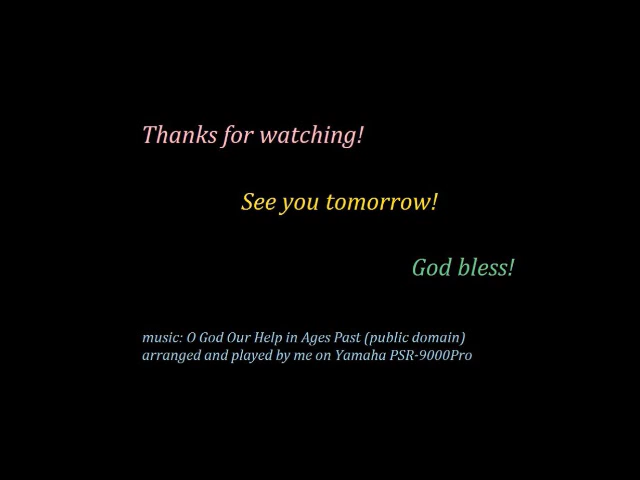 Thanks for watching!
See you tomorrow!
God bless!
music: O God Our Help in Ages Past (public domain)
arranged and played by me on Yamaha PSR-9000Pro